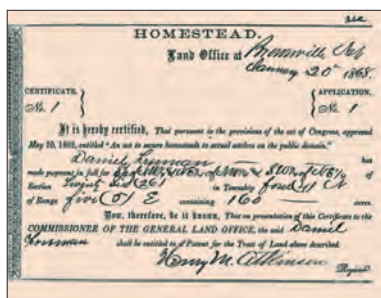 HOMESTEAD.
Land Office at Brownville Neb
January 20th 1868.
CERTIFICATE,
No. 1
APPLICATION,
No. 1
It is hereby certified, That pursuant to the provisions of the act of Congress, approved
May 20, 1862, entitled "An act to secure homesteads to actual settlers on the public domain,"
Daniel Freeman has
made payment in full for of
Section Twenty Six (26) in Township four (4) N
of Range five (5) E containing 160 acres.
Now, therefore, be it known, That on presentation of this Certificate to the
COMMISSIONER OF THE GENERAL LAND OFFICE, the said Daniel
Freeman shall be entitled to a Patent for the Tract of Land above described.
Henry M. Atkinson
Register.